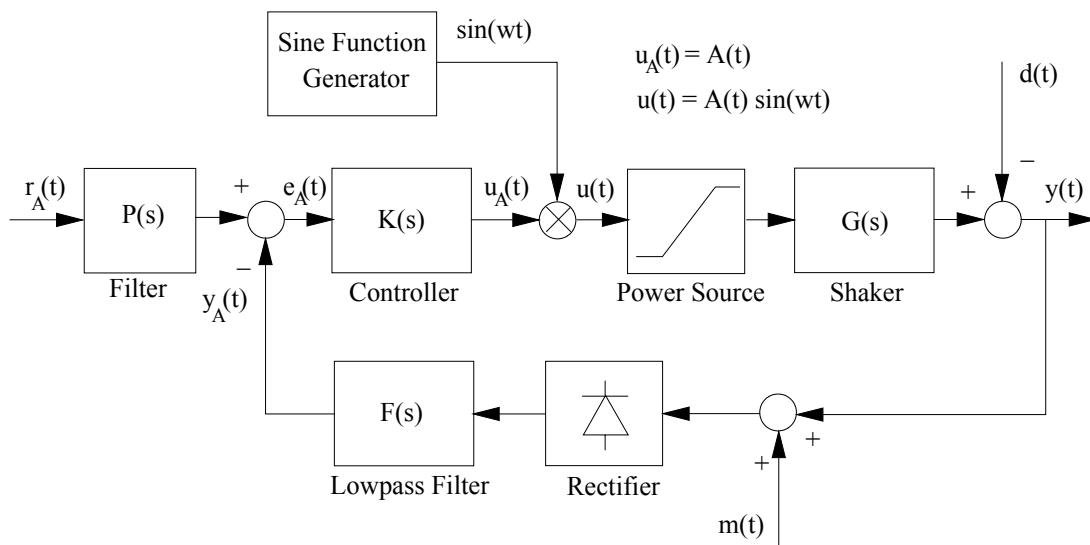 Sine Function
Generator
sin(wt)
u_A(t) = A(t)
u(t) = A(t) sin(wt)
d(t)
r_A(t)
P(s)
Filter
+
−
e_A(t)
y_A(t)
K(s)
Controller
u_A(t)
u(t)
Power Source
G(s)
Shaker
+
−
y(t)
F(s)
Lowpass Filter
Rectifier
+
+
m(t)